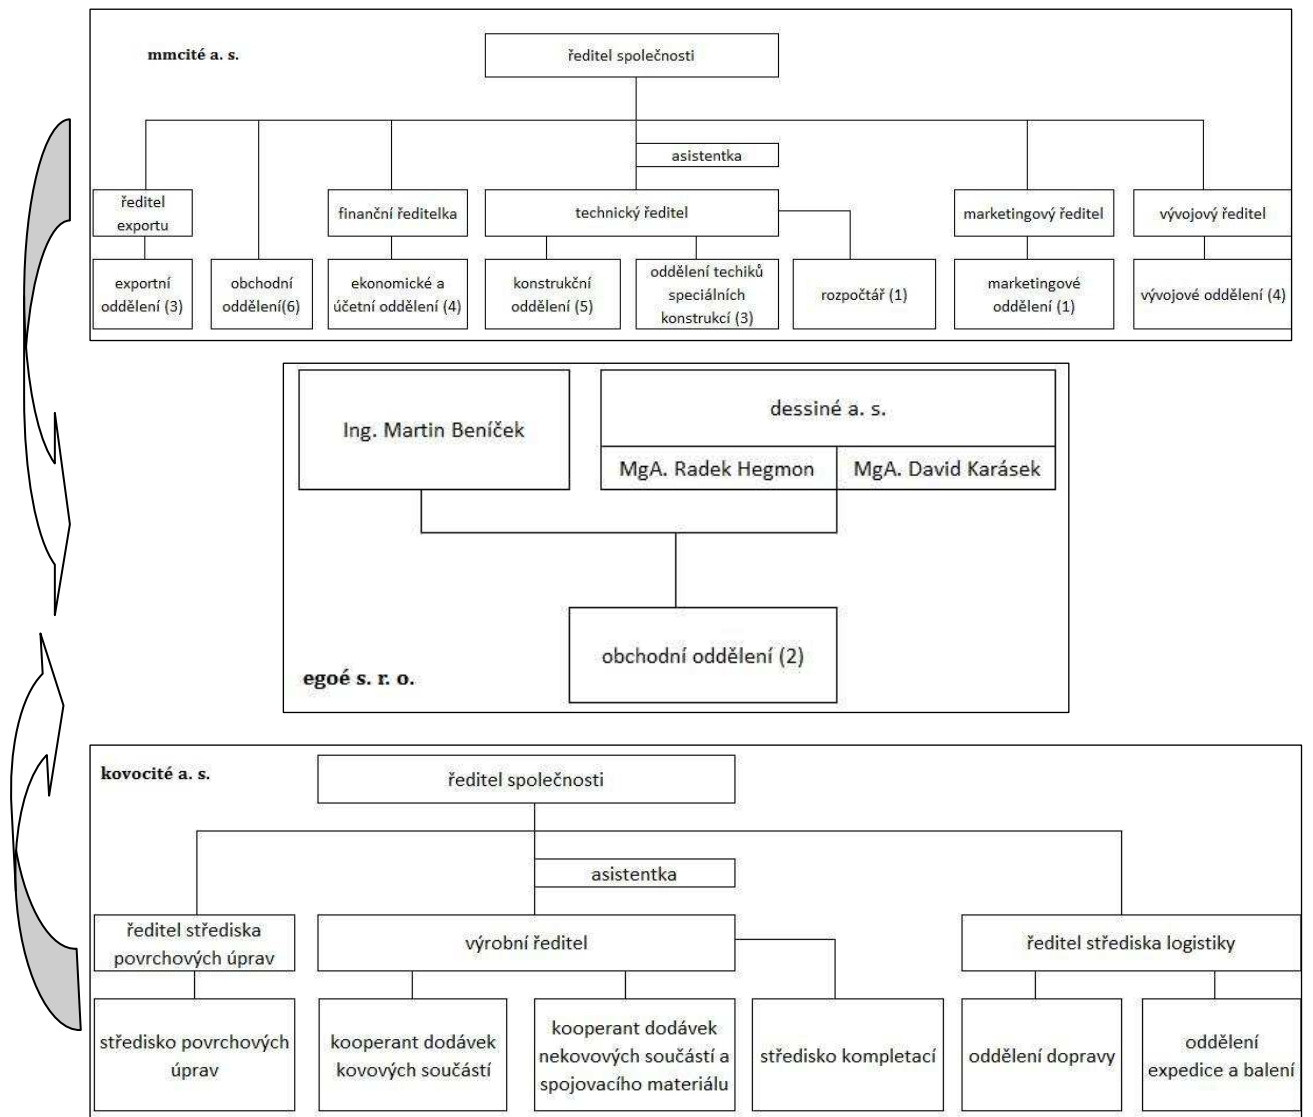 mmcité a. s.
ředitel společnosti
asistentka
ředitel
exportu
finanční ředitelka
technický ředitel
marketingový ředitel
vývojový ředitel
exportní
oddělení (3)
obchodní
oddělení(6)
ekonomické a
účetní oddělení (4)
konstrukční
oddělení (5)
oddělení techiků
speciálních
konstrukcí (3)
rozpočtář (1)
marketingové
oddělení (1)
vývojové oddělení (4)
Ing. Martin Beníček
dessiné a. s.
MgA. Radek Hegmon
MgA. David Karásek
obchodní oddělení (2)
egoé s. r. o.
kovocité a. s.
ředitel společnosti
asistentka
ředitel střediska
povrchových úprav
výrobní ředitel
ředitel střediska logistiky
středisko povrchových
úprav
kooperant dodávek
kovových součástí
kooperant dodávek
nekovových součástí a
spojovacího materiálu
středisko kompletací
oddělení dopravy
oddělení
expedice a balení